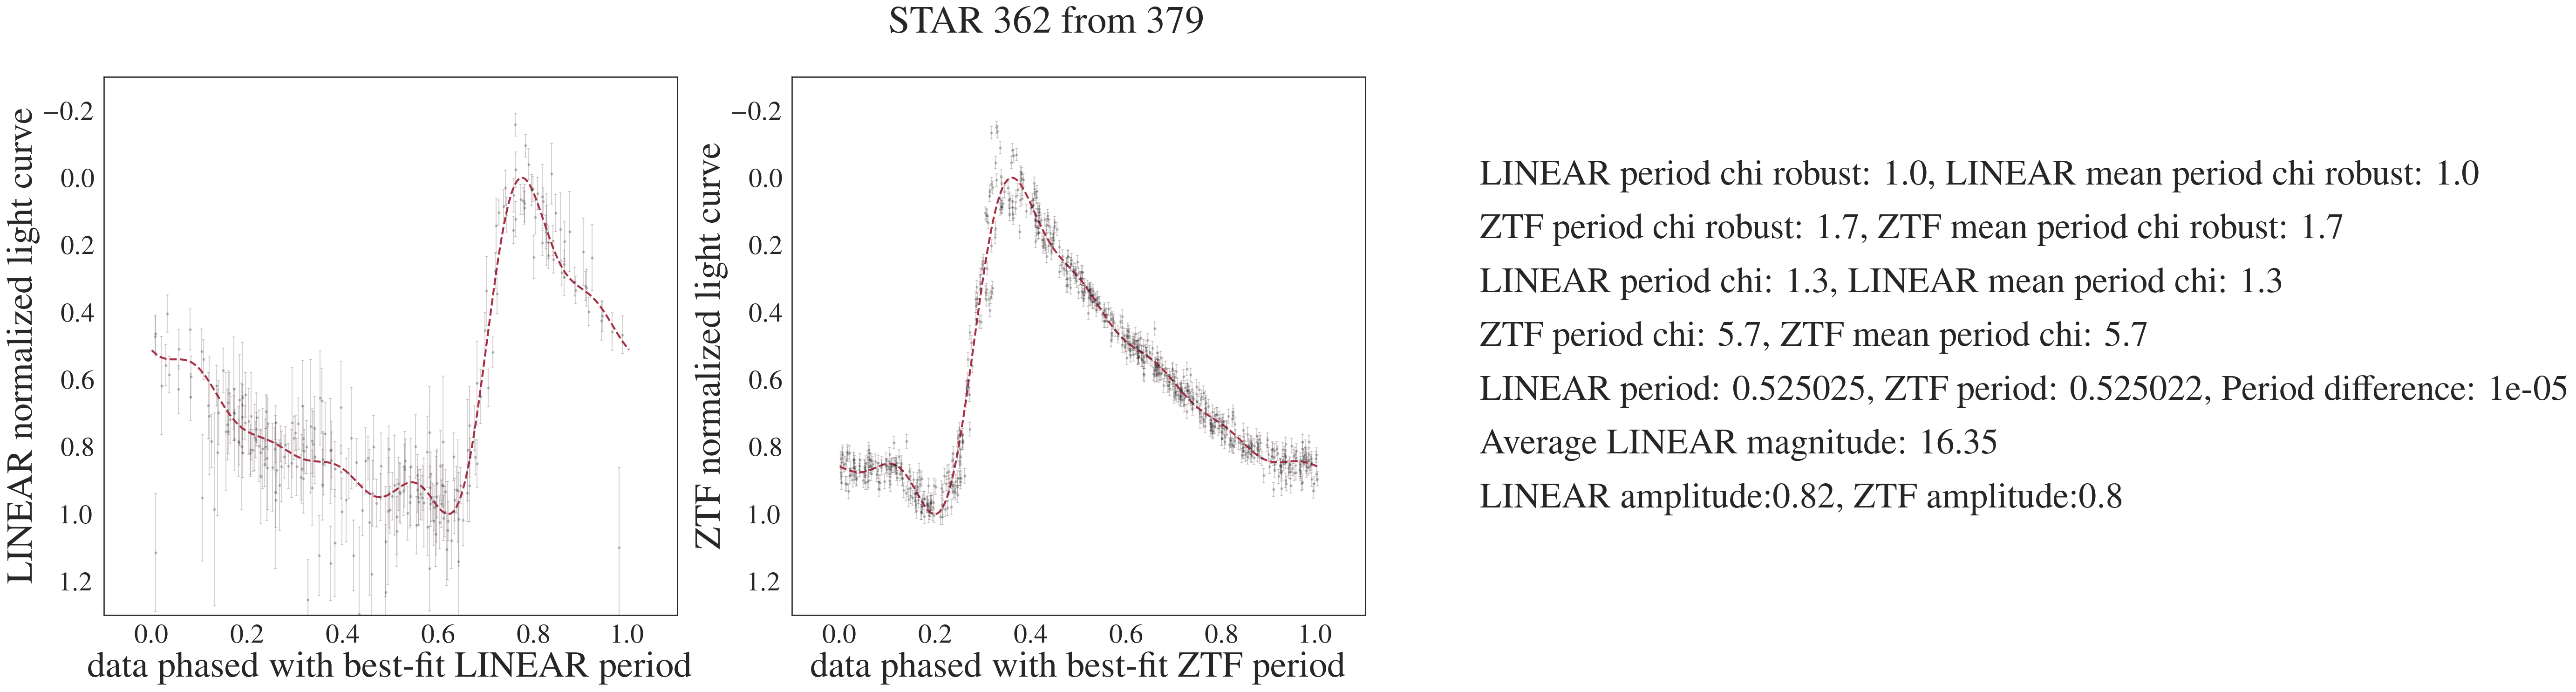 STAR 362 from 379
LINEAR normalized light curve
−0.2
0.0
0.2
0.4
0.6
0.8
1.0
1.2
0.0 0.2 0.4 0.6 0.8 1.0
data phased with best-fit LINEAR period
ZTF normalized light curve
−0.2
0.0
0.2
0.4
0.6
0.8
1.0
1.2
0.0 0.2 0.4 0.6 0.8 1.0
data phased with best-fit ZTF period
LINEAR period chi robust: 1.0, LINEAR mean period chi robust: 1.0
ZTF period chi robust: 1.7, ZTF mean period chi robust: 1.7
LINEAR period chi: 1.3, LINEAR mean period chi: 1.3
ZTF period chi: 5.7, ZTF mean period chi: 5.7
LINEAR period: 0.525025, ZTF period: 0.525022, Period difference: 1e-05
Average LINEAR magnitude: 16.35
LINEAR amplitude:0.82, ZTF amplitude:0.8